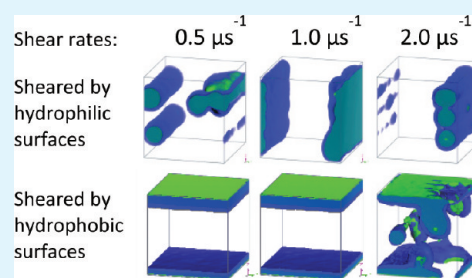 Shear rates: 0.5 μs-1 1.0 μs-1 2.0 μs-1
Sheared by
hydrophilic
surfaces
Sheared by
hydrophobic
surfaces